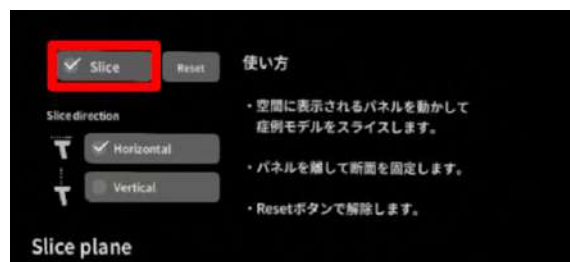 Slice
Reset
使い方
Slice direction
Horizontal
Vertical
・空間に表示されるパネルを動かして
症例モデルをスライスします。
・パネルを離して断面を固定します。
・Resetボタンで解除します。
Slice plane